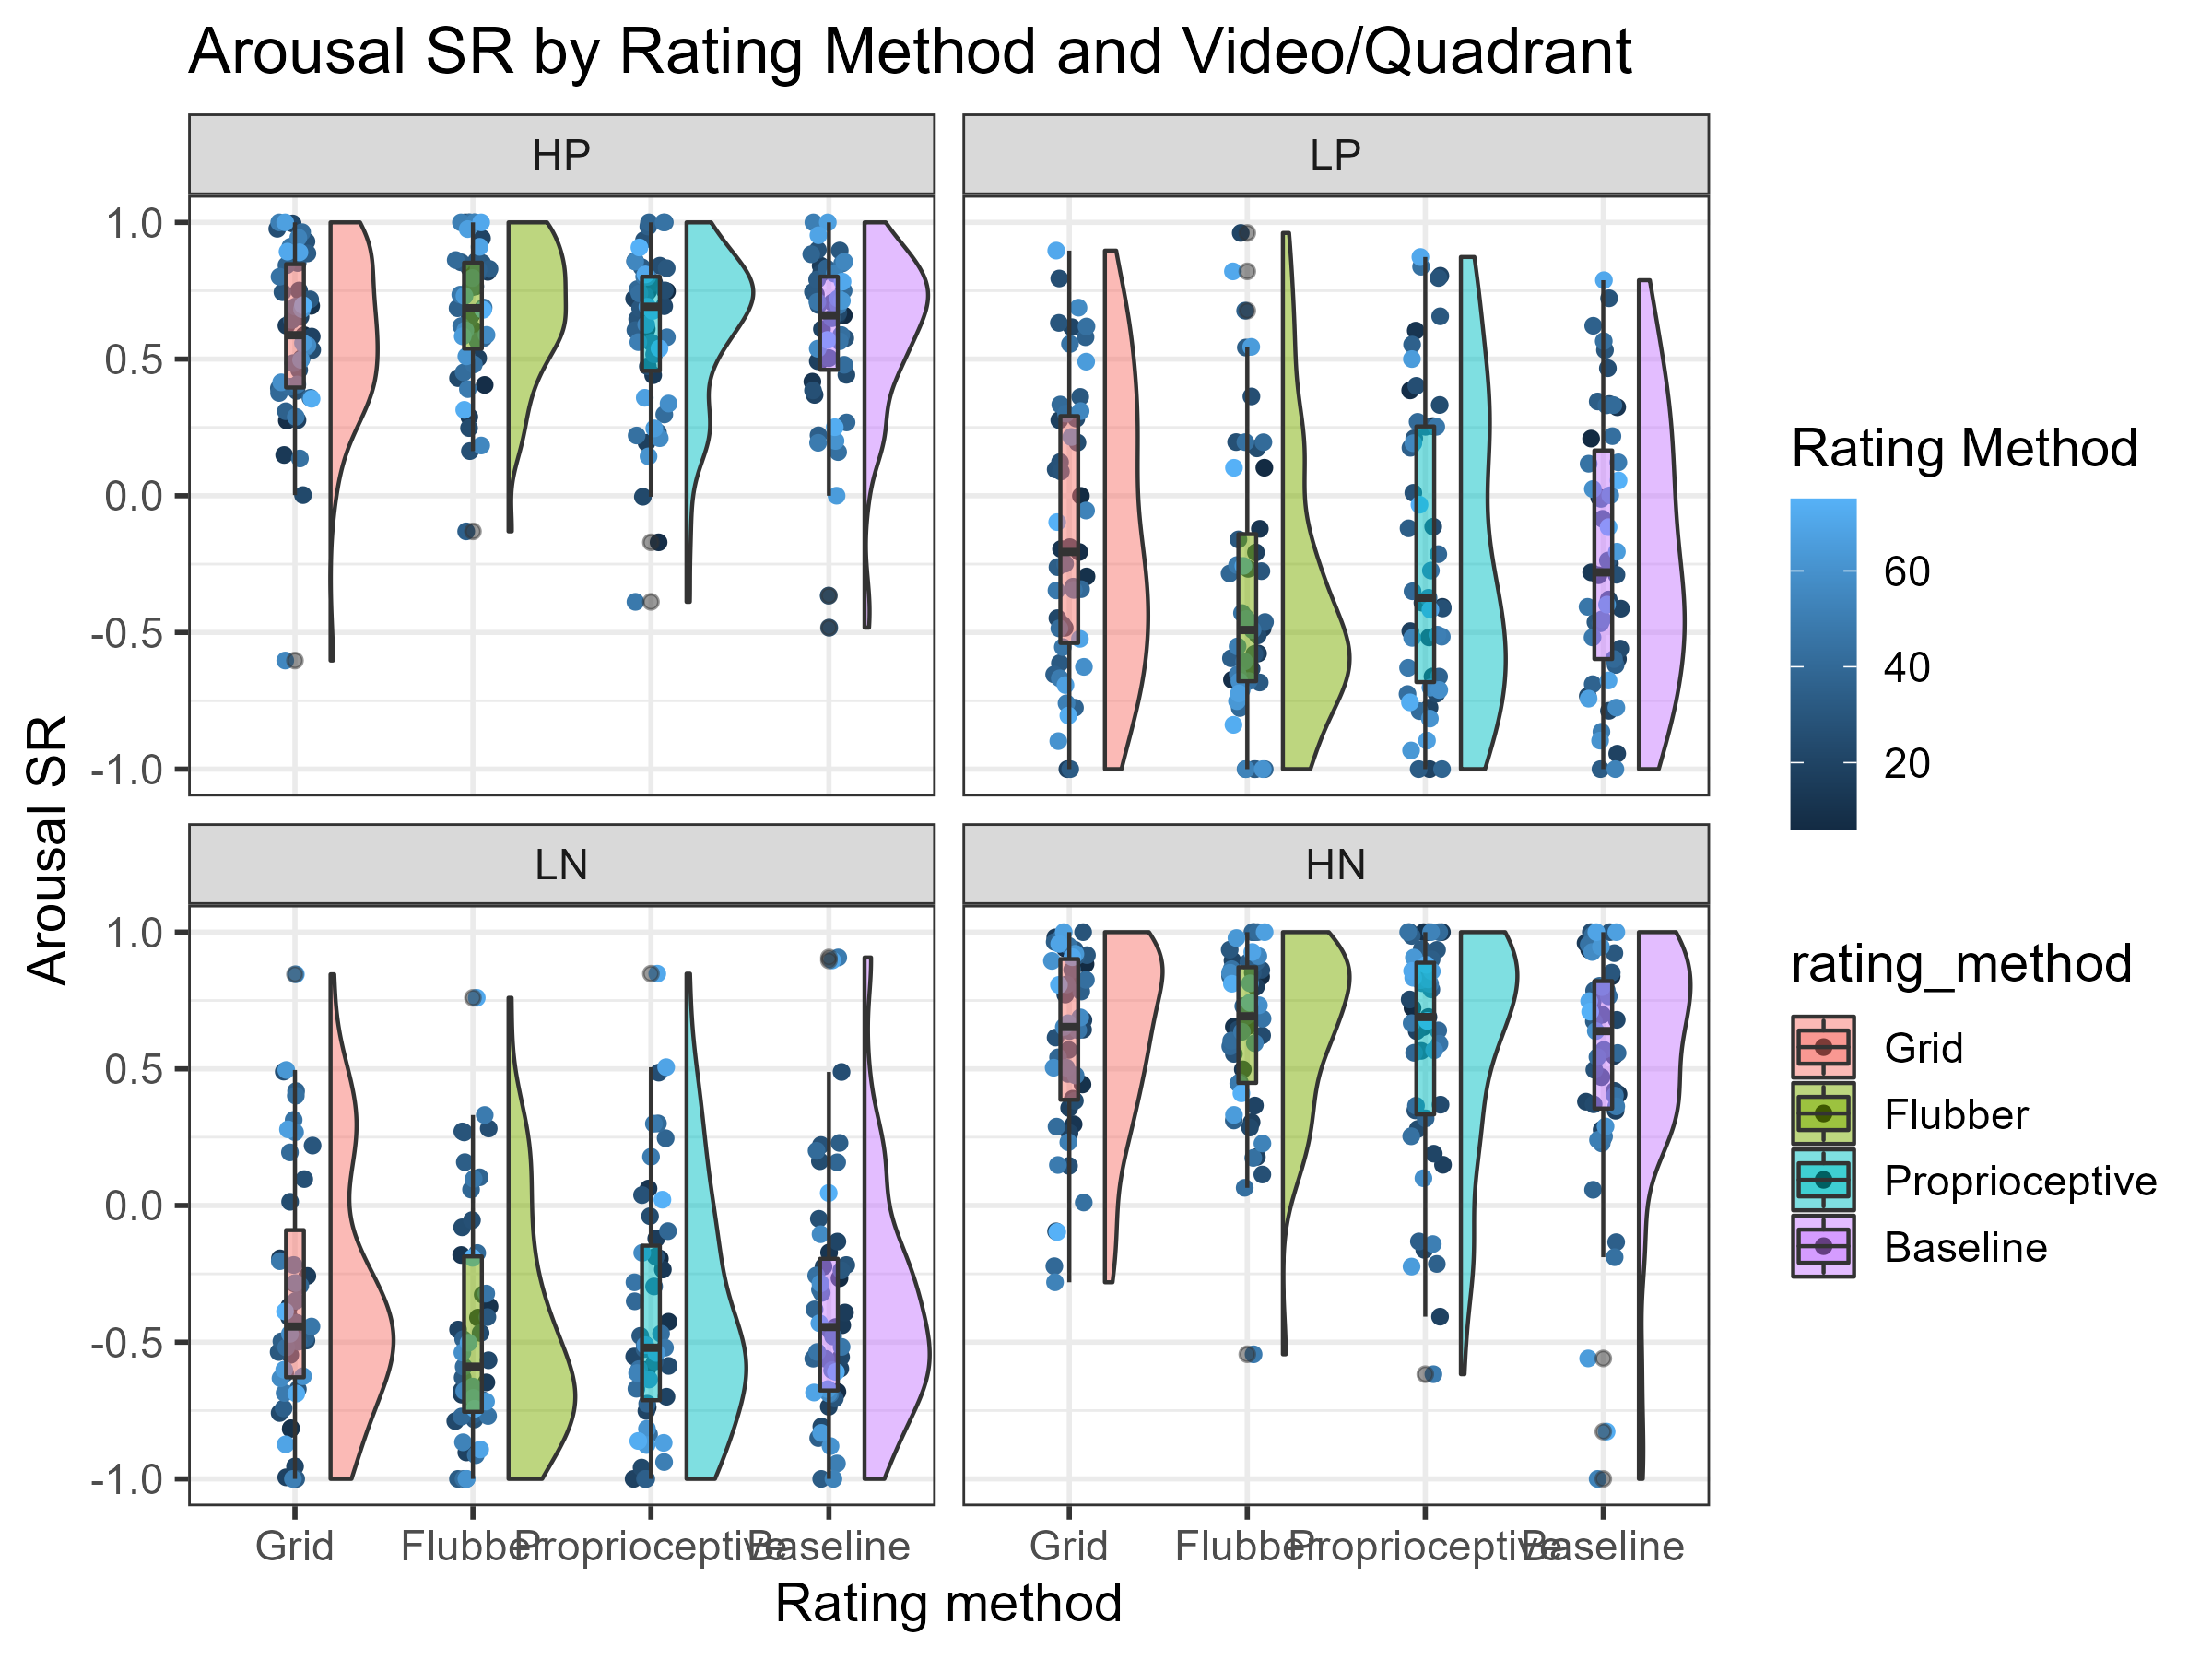 Arousal SR by Rating Method and Video/Quadrant
HP
LP
1.0
0.5
0.0
-0.5
-1.0
LN
HN
1.0
0.5
0.0
-0.5
-1.0
Arousal SR
Grid Flubber Proprioceptive Baseline
Grid Flubber Proprioceptive Baseline
Rating method
Rating Method
60
40
20
rating_method
Grid
Flubber
Proprioceptive
Baseline